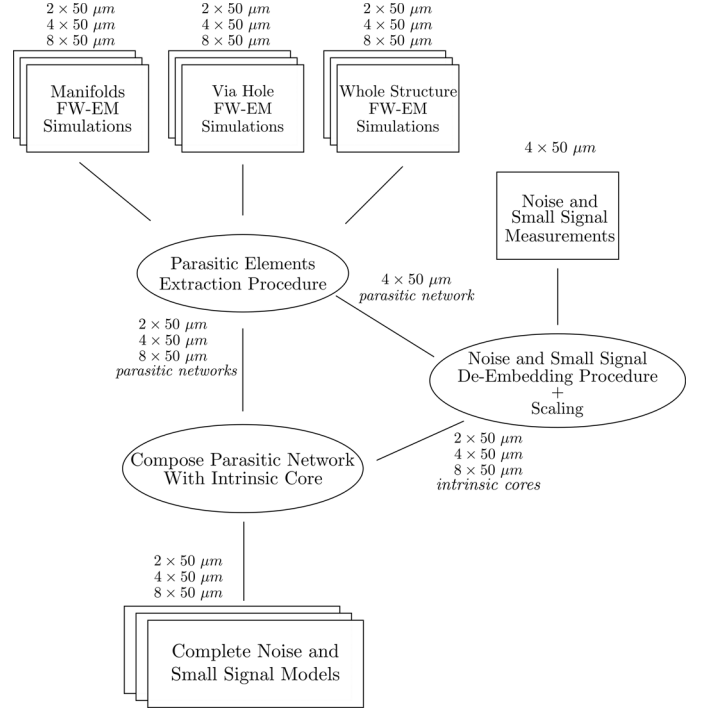 2 × 50 μm
4 × 50 μm
8 × 50 μm
Manifolds
FW-EM
Simulations
2 × 50 μm
4 × 50 μm
8 × 50 μm
Via Hole
FW-EM
Simulations
2 × 50 μm
4 × 50 μm
8 × 50 μm
Whole Structure
FW-EM
Simulations
4 × 50 μm
Noise and
Small Signal
Measurements
Parasitic Elements
Extraction Procedure
4 × 50 μm
parasitic network
2 × 50 μm
4 × 50 μm
8 × 50 μm
parasitic networks
Noise and Small Signal
De-Embedding Procedure
+
Scaling
2 × 50 μm
4 × 50 μm
8 × 50 μm
intrinsic cores
Compose Parasitic Network
With Intrinsic Core
2 × 50 μm
4 × 50 μm
8 × 50 μm
Complete Noise and
Small Signal Models